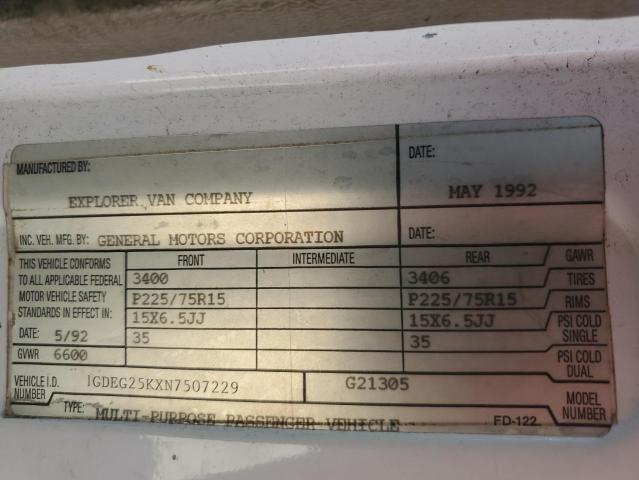 MANUFACTURED BY: DATE:
EXPLORER VAN COMPANY MAY 1992
INC. VEH. MFG. BY: GENERAL MOTORS CORPORATION DATE:
THIS VEHICLE CONFORMS FRONT INTERMEDIATE REAR GAWR
TO ALL APPLICABLE FEDERAL 3400 3406 TIRES
MOTOR VEHICLE SAFETY P225/75R15 P225/75R15 RIMS
STANDARDS IN EFFECT IN: 15X6.5JJ 15X6.5JJ PSI COLD SINGLE
DATE: 5/92 35 35
GVWR 6600 PSI COLD DUAL
VEHICLE I.D. NUMBER 1GDEG25KXN7507229 G21305 MODEL NUMBER
TYPE: MULTI-PURPOSE PASSENGER VEHICLE FD-122